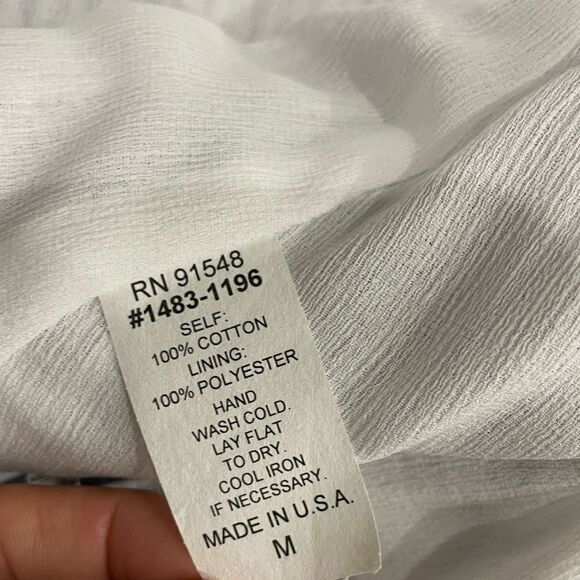 RN 91548
#1483-1196
SELF:
100% COTTON
LINING:
100% POLYESTER
HAND
WASH COLD.
LAY FLAT
TO DRY.
COOL IRON
IF NECESSARY.
MADE IN U.S.A.
M